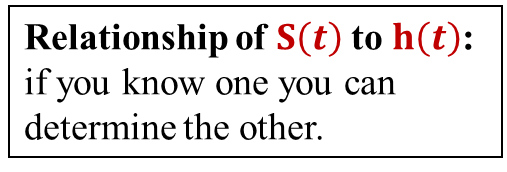 Relationship of S(t) to h(t):
if you know one you can
determine the other.